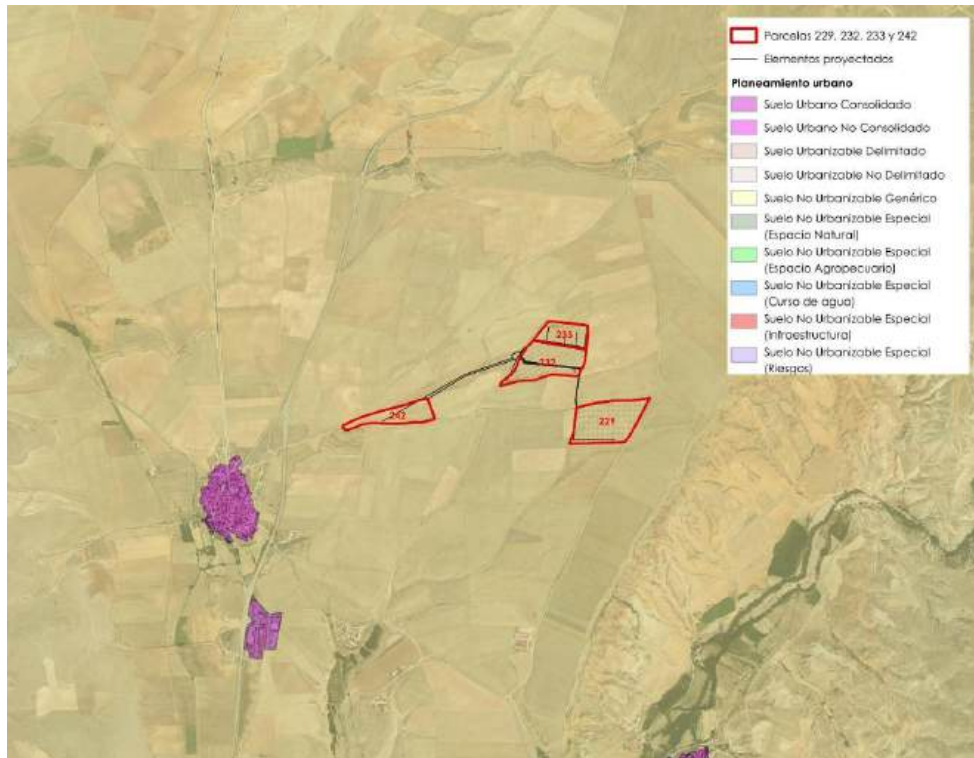 Parcelas 229, 232, 233 y 242
Elementos proyectados
Planeamiento urbano
Suelo Urbano Consolidado
Suelo Urbano No Consolidado
Suelo Urbanizable Delimitado
Suelo Urbanizable No Delimitado
Suelo No Urbanizable Genérico
Suelo No Urbanizable Especial
(Espacio Natural)
Suelo No Urbanizable Especial
(Espacio Agropecuario)
Suelo No Urbanizable Especial
(Curso de agua)
Suelo No Urbanizable Especial
(Infraestructura)
Suelo No Urbanizable Especial
(Riesgos)
233
232
242
229